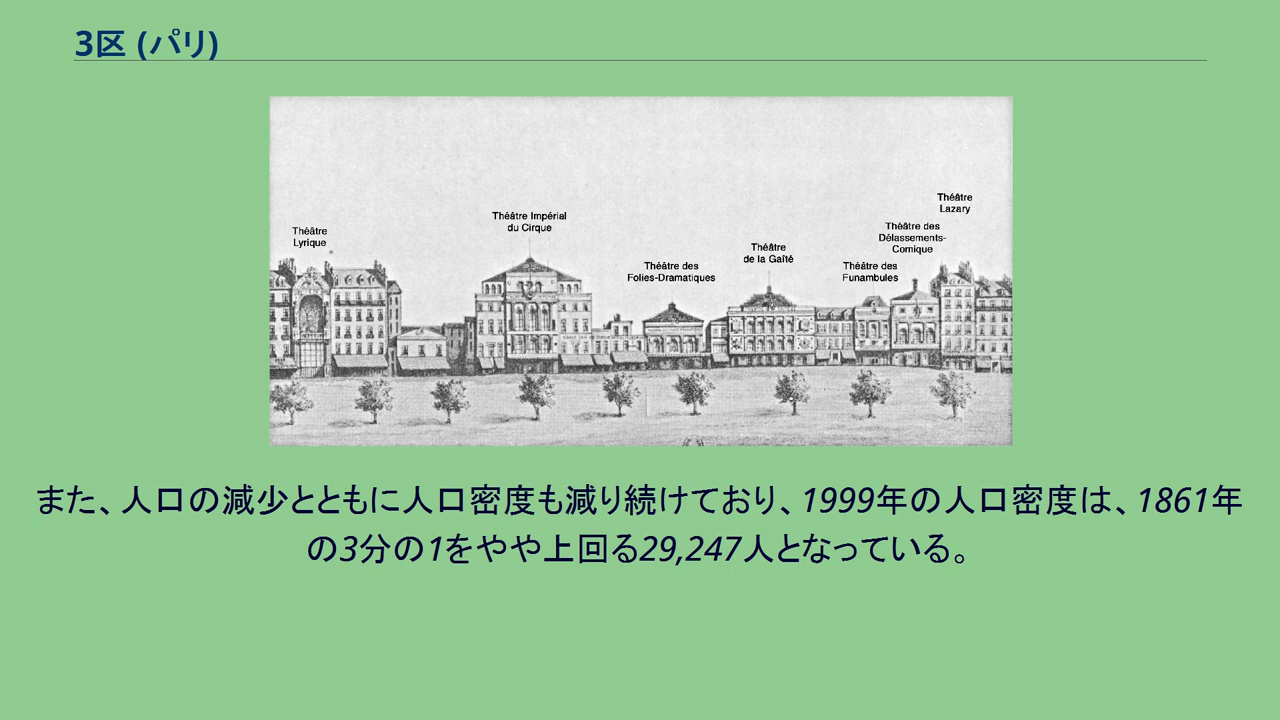 3区 (パリ)
Théâtre
Lyrique
Théâtre Impérial
du Cirque
Théâtre des
Folies-Dramatiques
Théâtre
de la Gaîté
Théâtre des
Funambules
Théâtre des
Délassements-
Comique
Théâtre
Lazary
また、人口の減少とともに人口密度も減り続けており、1999年の人口密度は、1861年
の3分の1をやや上回る29,247人となっている。